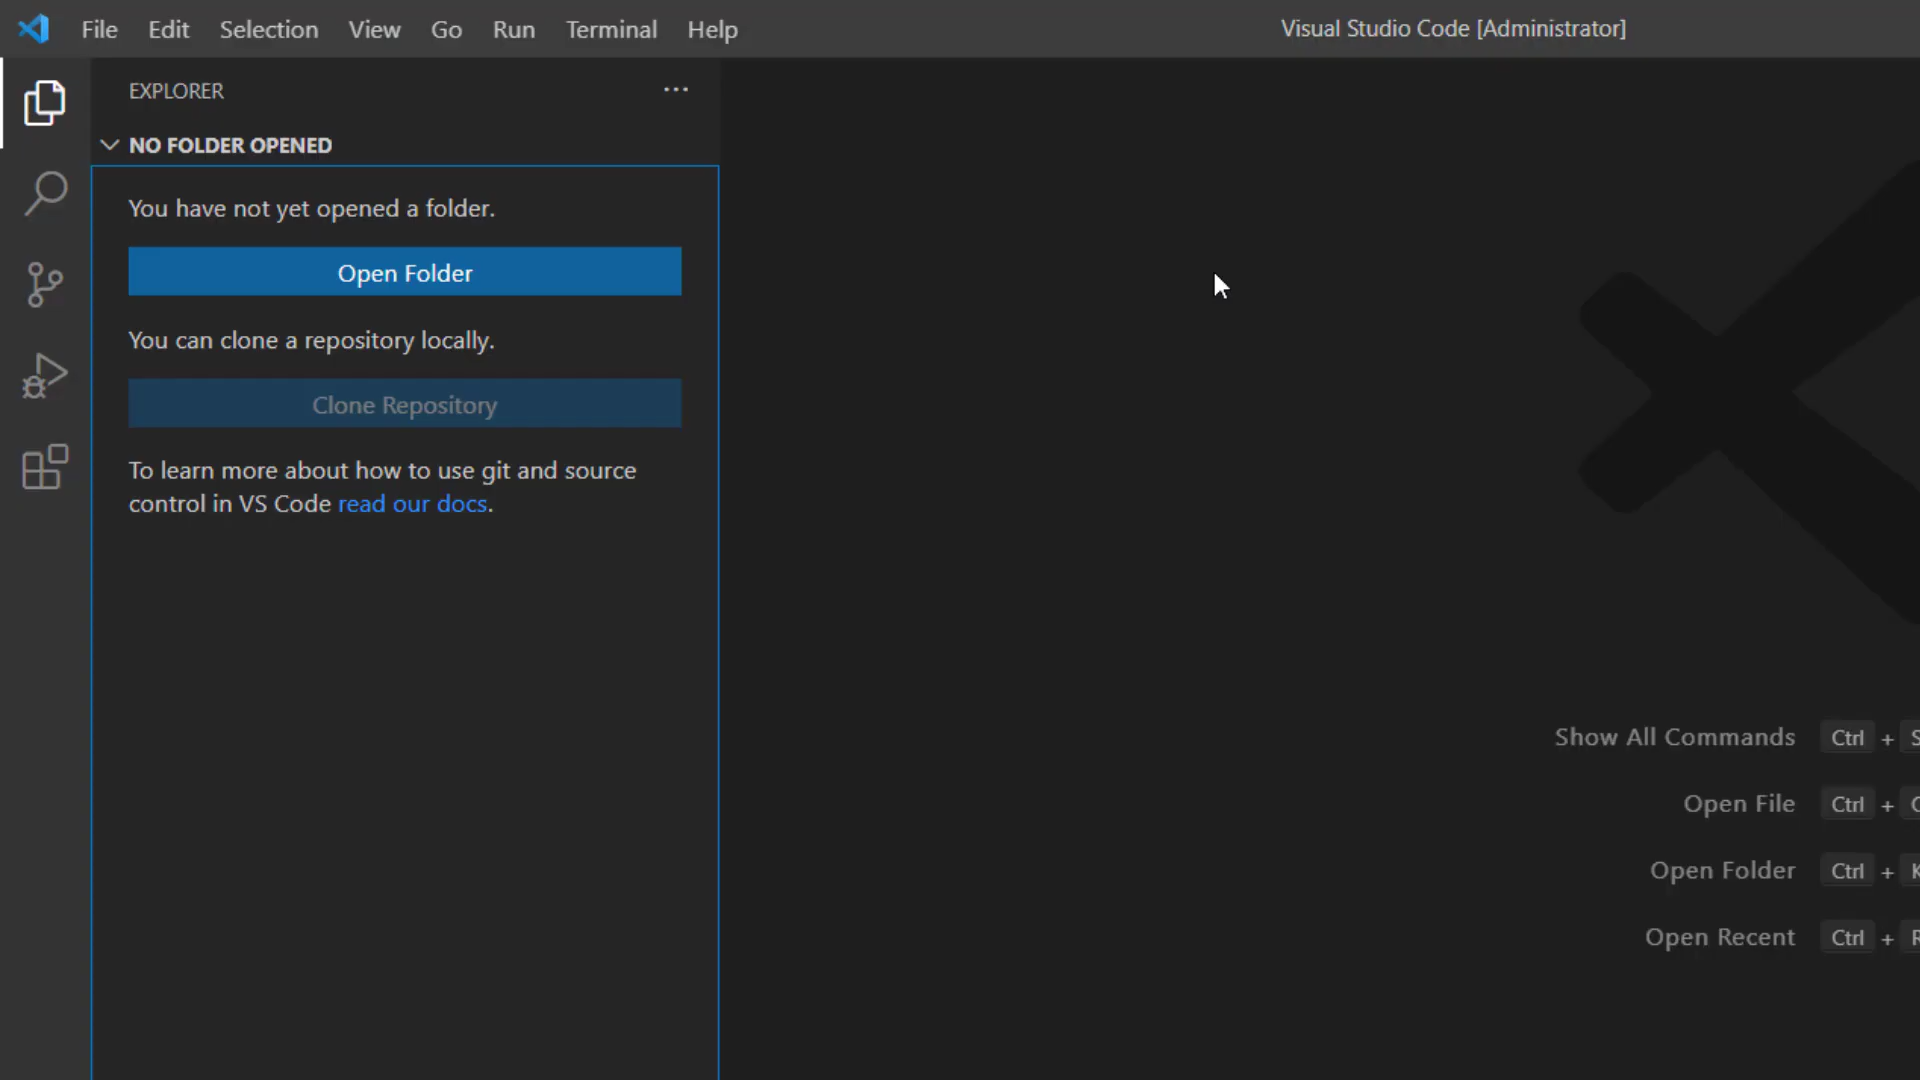 File Edit Selection View Go Run Terminal Help
Visual Studio Code [Administrator]
EXPLORER
NO FOLDER OPENED
You have not yet opened a folder.
Open Folder
You can clone a repository locally.
Clone Repository
To learn more about how to use git and source
control in VS Code read our docs.
Show All Commands Ctrl +
Open File Ctrl +
Open Folder Ctrl +
Open Recent Ctrl +